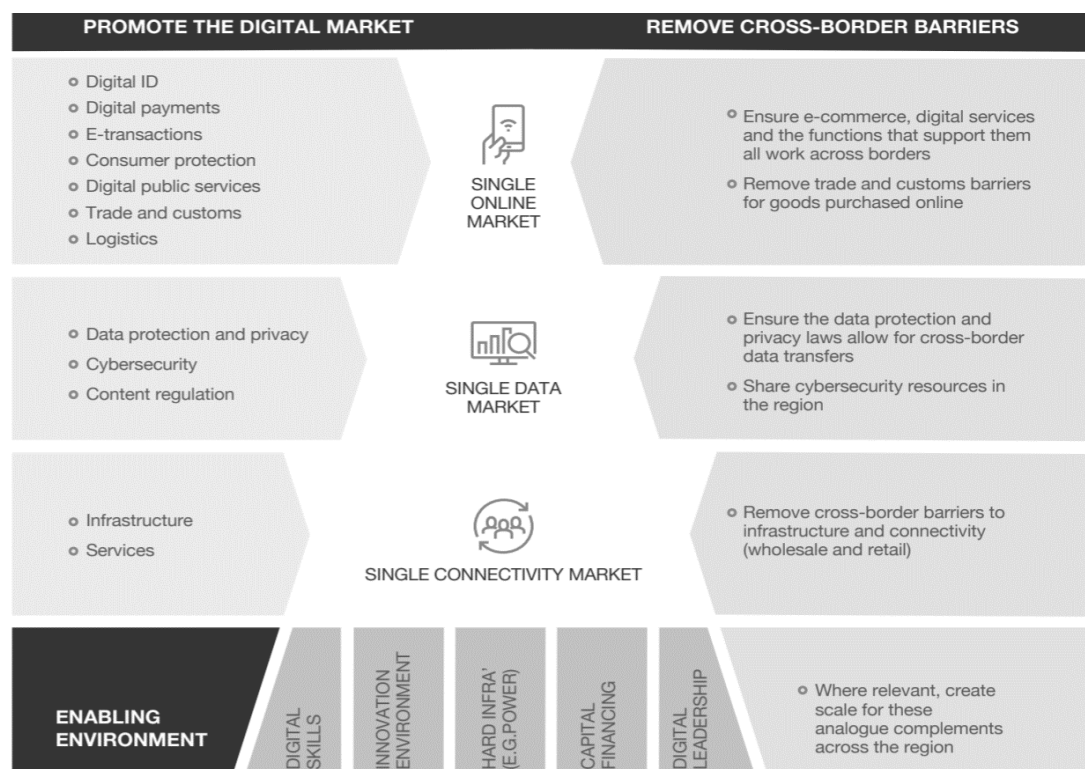 PROMOTE THE DIGITAL MARKET
REMOVE CROSS-BORDER BARRIERS
Digital ID
Digital payments
E-transactions
Consumer protection
Digital public services
Trade and customs
Logistics
SINGLE
ONLINE
MARKET
Ensure e-commerce, digital services
and the functions that support them
all work across borders
Remove trade and customs barriers
for goods purchased online
Data protection and privacy
Cybersecurity
Content regulation
SINGLE DATA
MARKET
Ensure the data protection and
privacy laws allow for cross-border
data transfers
Share cybersecurity resources in
the region
Infrastructure
Services
SINGLE CONNECTIVITY MARKET
Remove cross-border barriers to
infrastructure and connectivity
(wholesale and retail)
ENABLING
ENVIRONMENT
DIGITAL
SKILLS
INNOVATION
ENVIRONMENT
HARD INFRA'
(E.G.POWER)
CAPITAL
FINANCING
DIGITAL
LEADERSHIP
Where relevant, create
scale for these
analogue complements
across the region